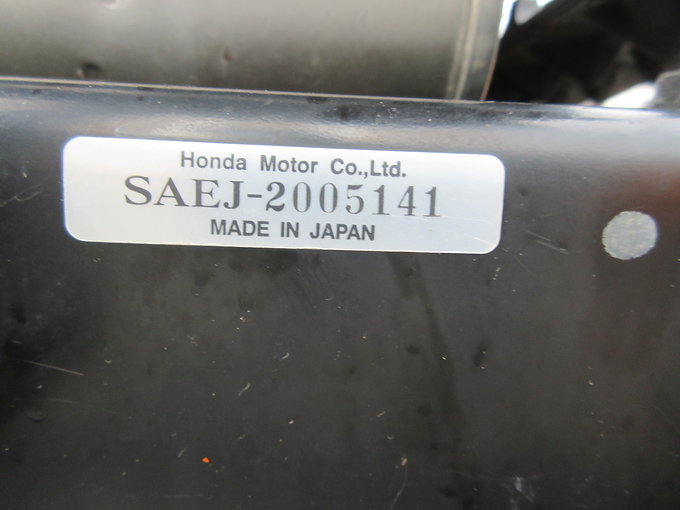 Honda Motor Co.,Ltd.
SAEJ-2005141
MADE IN JAPAN